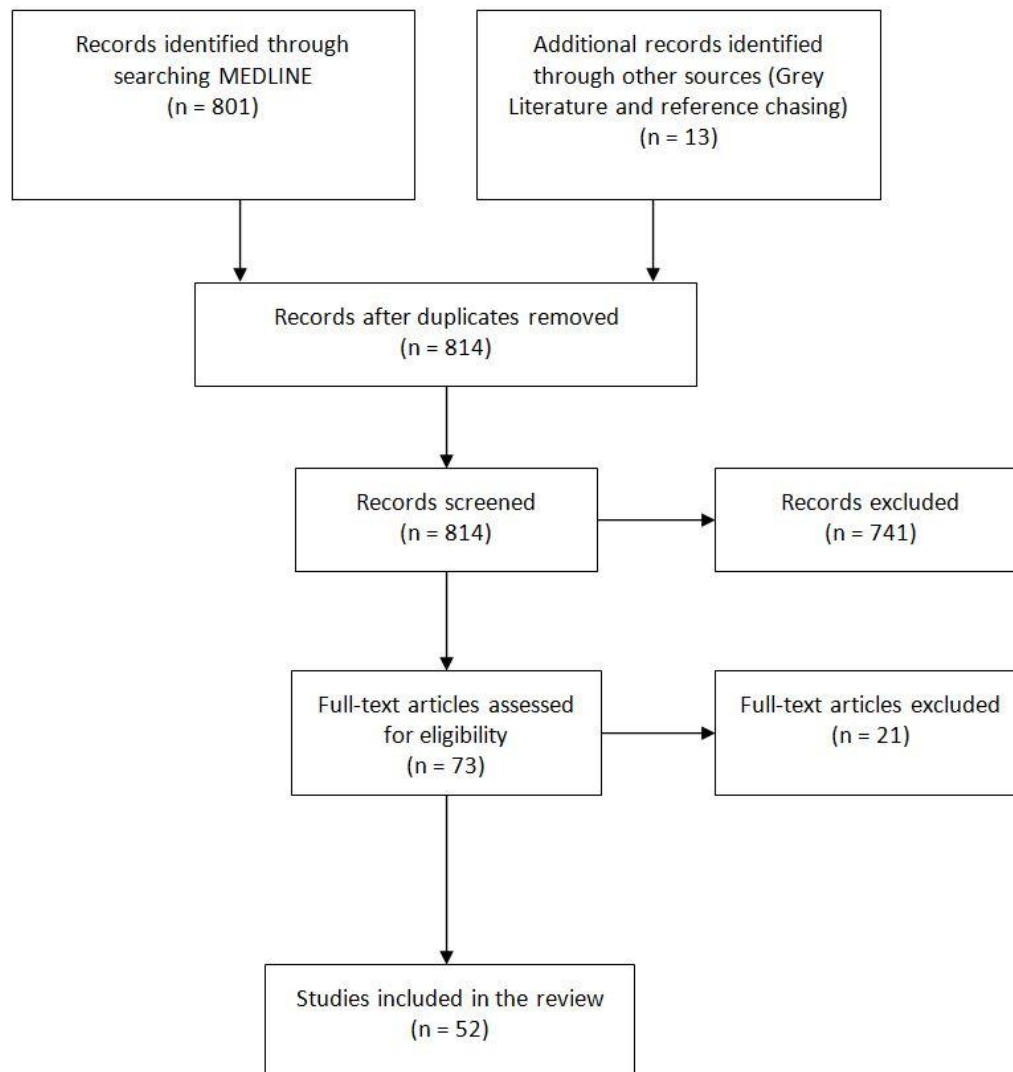 Records identified through
searching MEDLINE
(n = 801)
Additional records identified
through other sources (Grey
Literature and reference chasing)
(n = 13)
Records after duplicates removed
(n = 814)
Records screened
(n = 814)
Records excluded
(n = 741)
Full-text articles assessed
for eligibility
(n = 73)
Full-text articles excluded
(n = 21)
Studies included in the review
(n = 52)